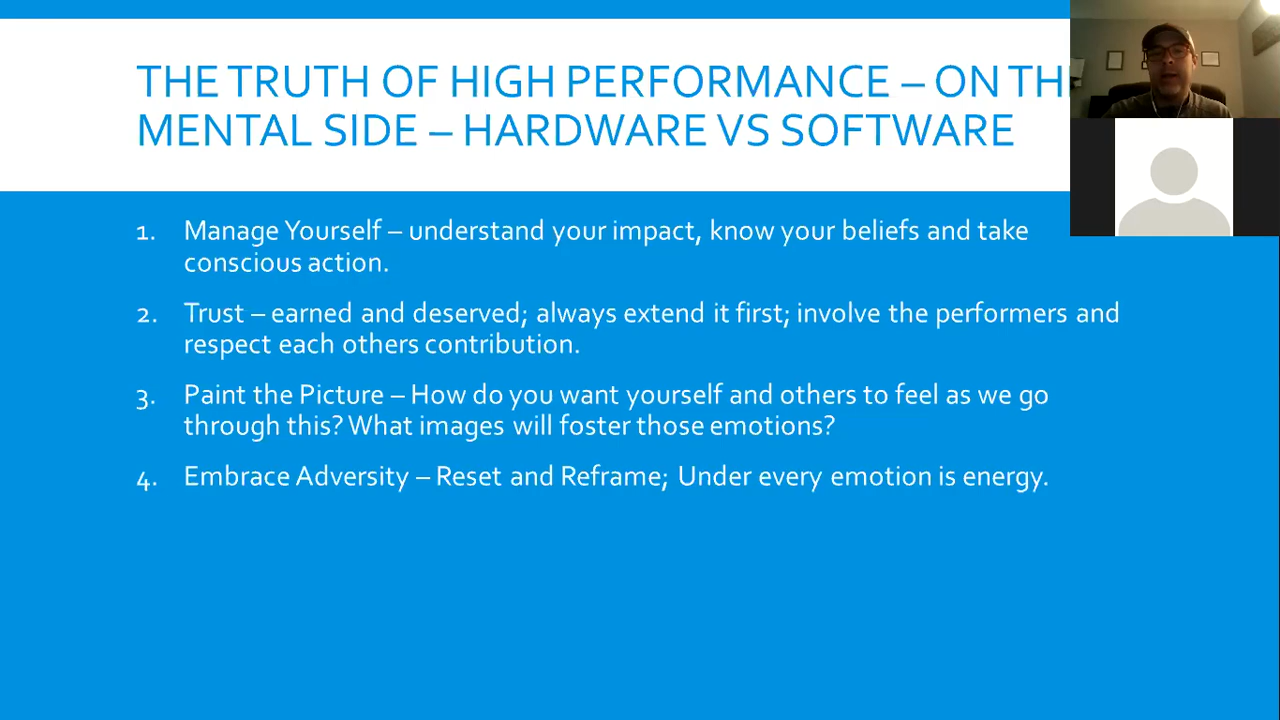 THE TRUTH OF HIGH PERFORMANCE – ON TH
MENTAL SIDE – HARDWARE VS SOFTWARE
1. Manage Yourself – understand your impact, know your beliefs and take
conscious action.
2. Trust – earned and deserved; always extend it first; involve the performers and
respect each others contribution.
3. Paint the Picture – How do you want yourself and others to feel as we go
through this? What images will foster those emotions?
4. Embrace Adversity – Reset and Reframe; Under every emotion is energy.